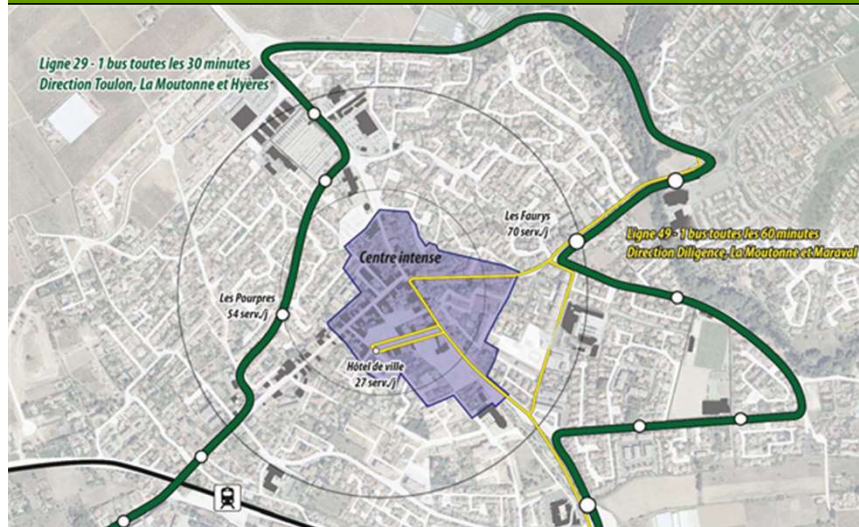 Ligne 29 - 1 bus toutes les 30 minutes
Direction Toulon, La Moutonne et Hyères
Les Faurys
70 serv./j
Ligne 49 - 1 bus toutes les 60 minutes
Direction Diligence, La Moutonne et Maraval
Centre intense
Les Pourpres
54 serv./j
Hôtel de ville
27 serv./j